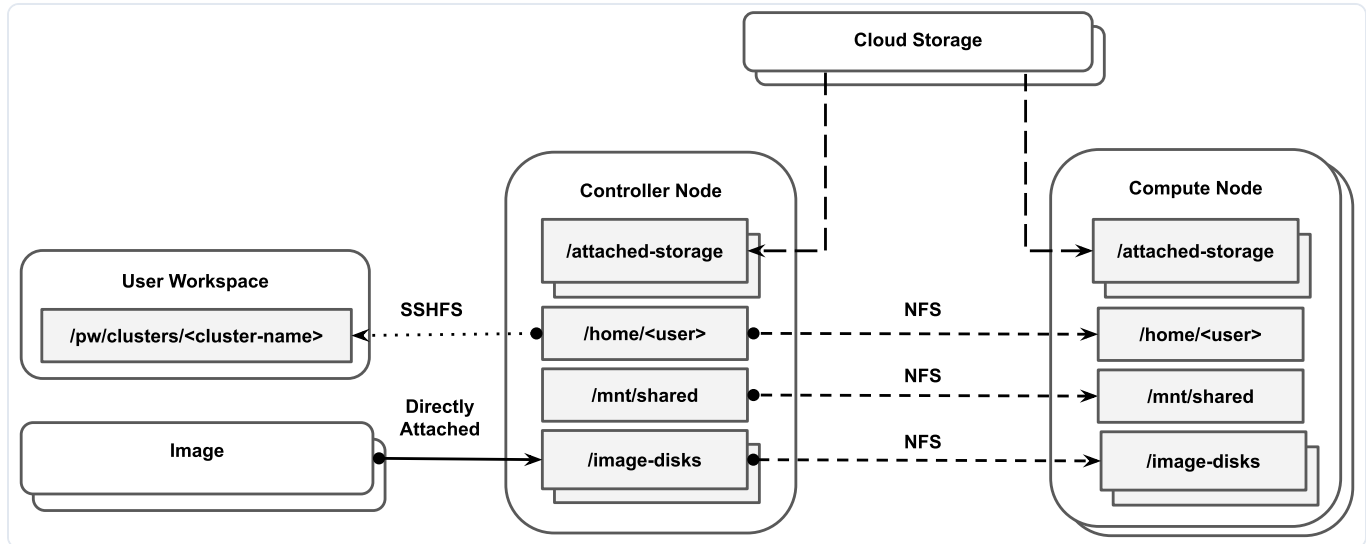 Cloud Storage
Controller Node
/attached-storage
/home/<user>
/mnt/shared
/image-disks
Compute Node
/attached-storage
/home/<user>
/mnt/shared
/image-disks
User Workspace
/pw/clusters/<cluster-name>
SSHFS
NFS
NFS
NFS
Directly
Attached
Image